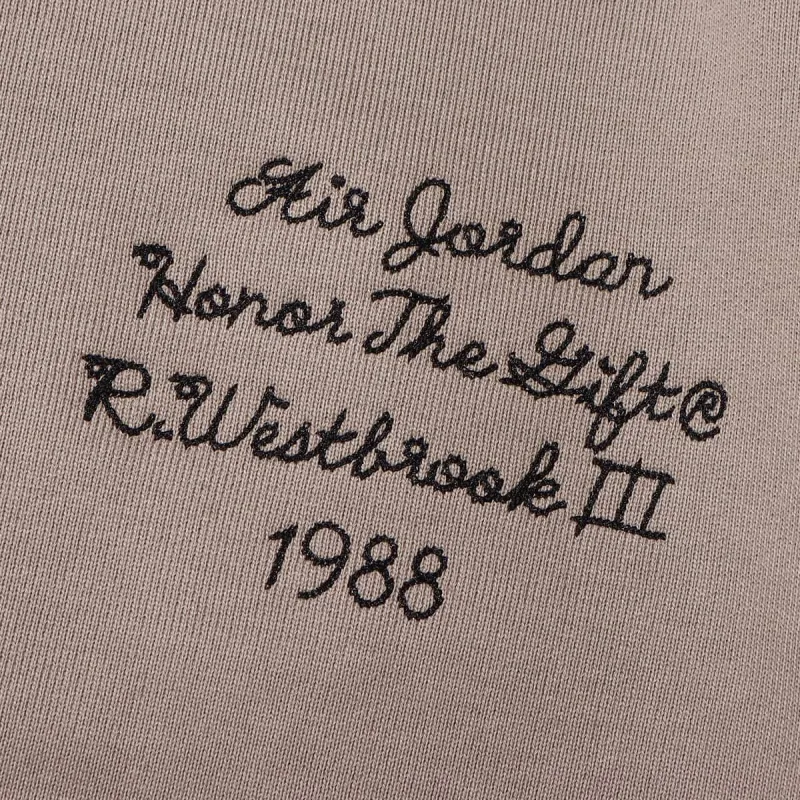 Air Jordan
Honor The Gift®
R.Westbrook III
1988